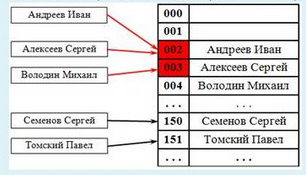 Андреев Иван
Алексеев Сергей
Володин Михаил
Семенов Сергей
Томский Павел
000
001
002 Андреев Иван
003 Алексеев Сергей
004 Володин Михаил
... ...
150 Семенов Сергей
151 Томский Павел
... ...